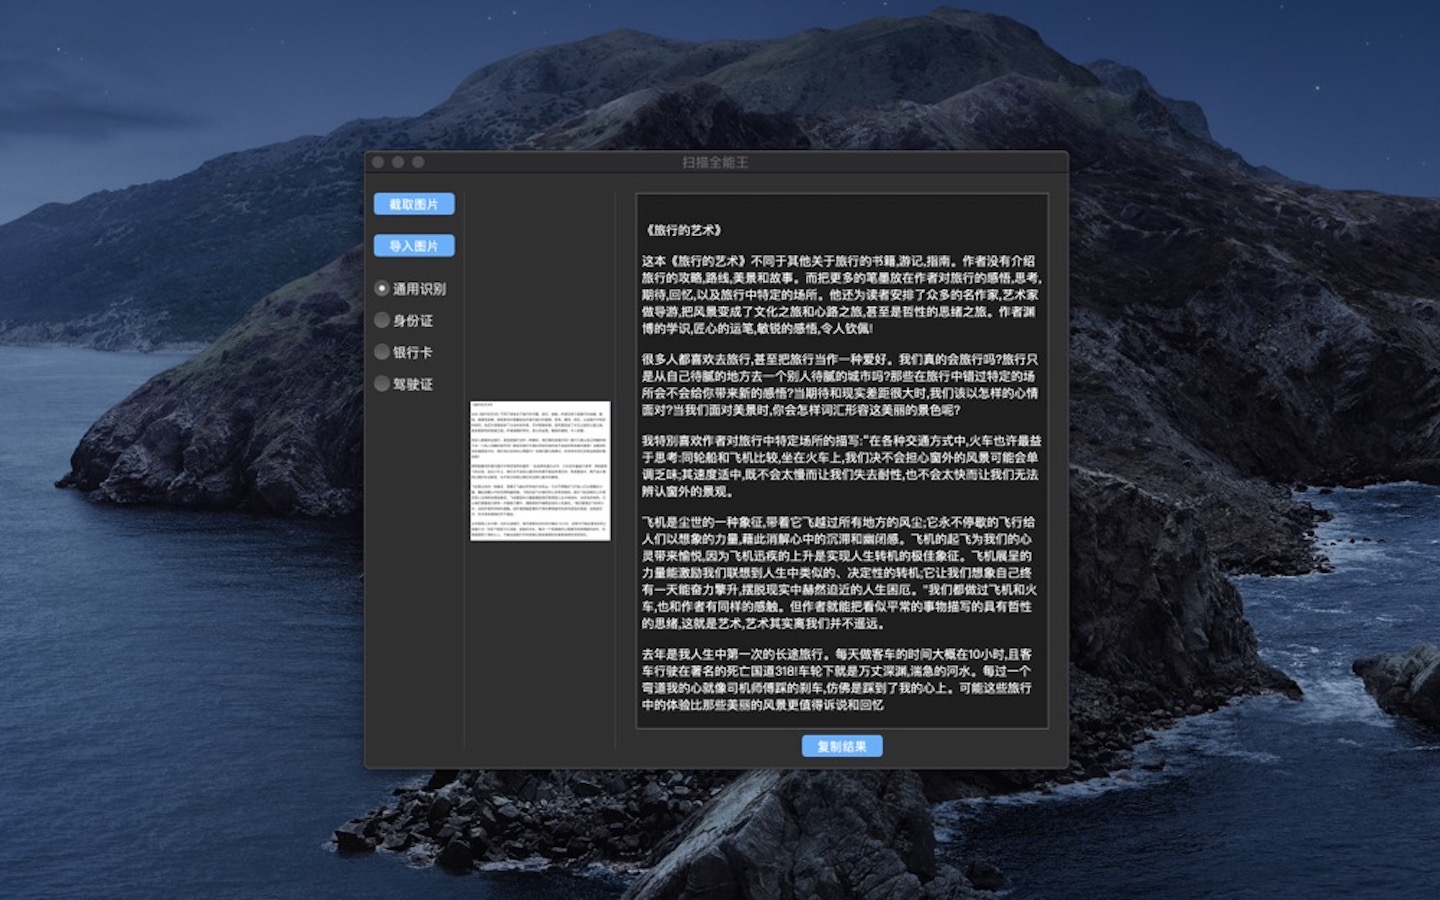 扫描全能王
截取图片
导入图片
通用识别
身份证
银行卡
驾驶证
《旅行的艺术》
这本《旅行的艺术》不同于其他关于旅行的书籍,游记,指南。作者没有介绍
旅行的攻略,路线,美景和故事。而把更多的笔墨放在作者对旅行的感悟,思考,
期待,回忆,以及旅行中特定的场所。他还为读者安排了众多的名作家,艺术家
做导游,把风景变成了文化之旅和心路之旅,甚至是哲性的思绪之旅。作者渊
博的学识,匠心的运笔,敏锐的感悟,令人钦佩!
很多人都喜欢去旅行,甚至把旅行当作一种爱好。我们真的会旅行吗?旅行只
是从自己待腻的地方去一个别人待腻的城市吗?那些在旅行中错过特定的场
所会不会给你带来新的感悟?当期待和现实差距很大时,我们该以怎样的心情
面对?当我们面对美景时,你会怎样词汇形容这美丽的景色呢?
我特别喜欢作者对旅行中特定场所的描写:"在各种交通方式中,火车也许最益
于思考:同轮船和飞机比较,坐在火车上,我们决不会担心窗外的风景可能会单
调乏味;其速度适中,既不会太慢而让我们失去耐性,也不会太快而让我们无法
辨认窗外的景观。
飞机是尘世的一种象征,带着它飞越过所有地方的风尘;它永不停歇的飞行给
人们以想象的力量,藉此消解心中的沉滞和幽闭感。飞机的起飞为我们的心
灵带来愉悦,因为飞机迅疾的上升是实现人生转机的极佳象征。飞机展呈的
力量能激励我们联想到人生中类似的、决定性的转机;它让我们想象自己终
有一天能奋力擎升,摆脱现实中赫然迫近的人生困厄。"我们都做过飞机和火
车,也和作者有同样的感触。但作者就能把看似平常的事物描写的具有哲性
的思绪,这就是艺术,艺术其实离我们并不遥远。
去年是我人生中第一次的长途旅行。每天做客车的时间大概在10小时,且客
车行驶在著名的死亡国道318!车轮下就是万丈深渊,湍急的河水。每过一个
弯道我的心就像司机师傅踩的刹车,仿佛是踩到了我的心上。可能这些旅行
中的体验比那些美丽的风景更值得诉说和回忆
复制结果